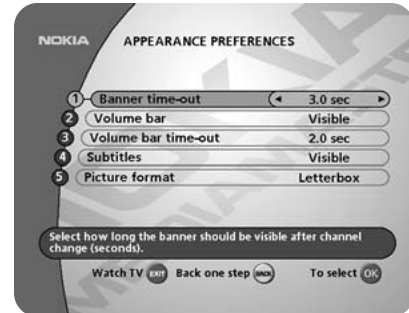 NOKIA APPEARANCE PREFERENCES
1 Banner time-out 3.0 sec
2 Volume bar Visible
3 Volume bar time-out 2.0 sec
4 Subtitles Visible
5 Picture format Letterbox
Select how long the banner should be visible after channel
change (seconds).
Watch TV EXIT Back one step BACK To select OK
NOKIA
MEDIAMASTER